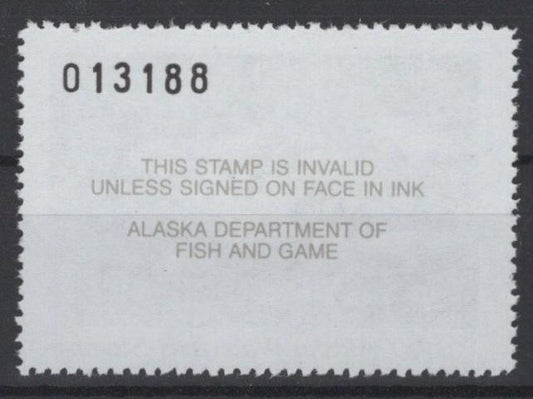 013188
THIS STAMP IS INVALID
UNLESS SIGNED ON FACE IN INK
ALASKA DEPARTMENT OF
FISH AND GAME